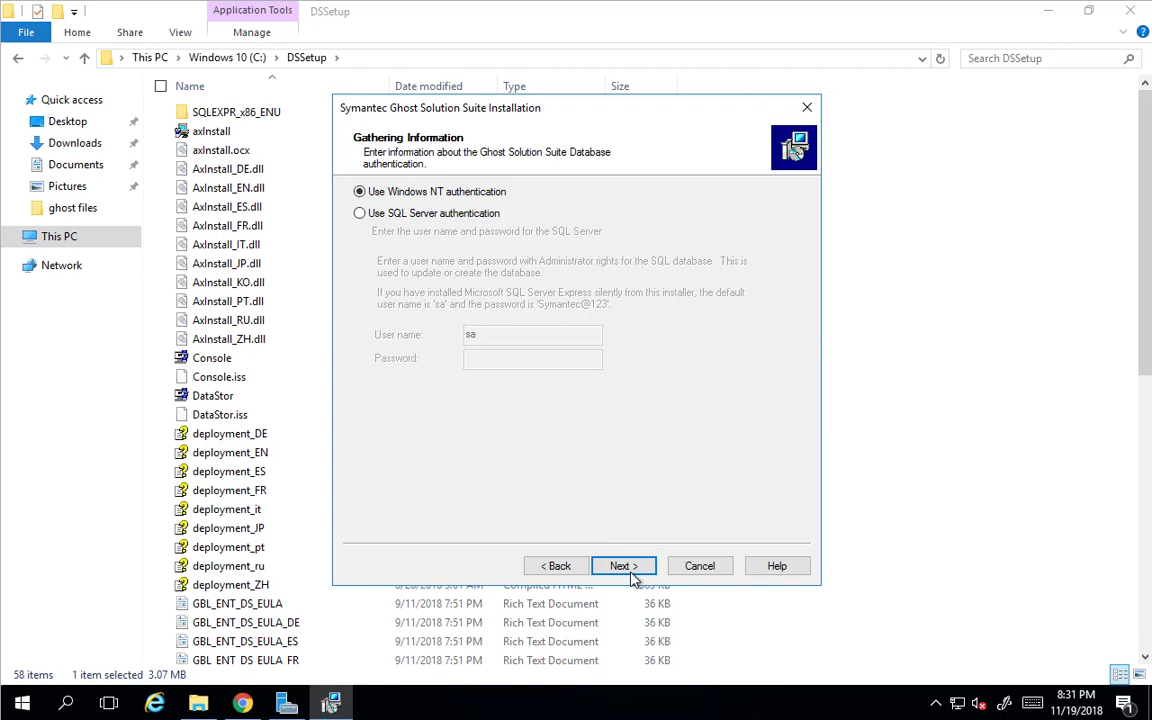 Application Tools
DSSetup
File
Home
Share
View
Manage
This PC
Windows 10 (C:)
DSSetup
Search DSSetup
Name
Date modified
Type
Size
Quick access
Desktop
Downloads
Documents
Pictures
ghost files
This PC
Network
SQLEXPR_x86_ENU
axInstall
axInstall.ocx
AxInstall_DE.dll
AxInstall_EN.dll
AxInstall_ES.dll
AxInstall_FR.dll
AxInstall_IT.dll
AxInstall_JP.dll
AxInstall_KO.dll
AxInstall_PT.dll
AxInstall_RU.dll
AxInstall_ZH.dll
Console
Console.iss
DataStor
DataStor.iss
deployment_DE
deployment_EN
deployment_ES
deployment_FR
deployment_it
deployment_JP
deployment_pt
deployment_ru
deployment_ZH
GBL_ENT_DS_EULA 9/11/2018 7:51 PM Rich Text Document 36 KB
GBL_ENT_DS_EULA_DE 9/11/2018 7:51 PM Rich Text Document 36 KB
GBL_ENT_DS_EULA_ES 9/11/2018 7:51 PM Rich Text Document 36 KB
GBL_ENT_DS_EULA_FR 9/11/2018 7:51 PM Rich Text Document 36 KB
Symantec Ghost Solution Suite Installation
Gathering Information
Enter information about the Ghost Solution Suite Database
authentication.
Use Windows NT authentication
Use SQL Server authentication
Enter the user name and password for the SQL Server
Enter a user name and password with Administrator rights for the SQL database. This is
used to update or create the database.
If you have installed Microsoft SQL Server Express silently from this installer, the default
user name is 'sa' and the password is 'Symantec@123'.
User name:
sa
Password:
< Back
Next >
Cancel
Help
58 items
1 item selected 3.07 MB
8:31 PM
11/19/2018
1